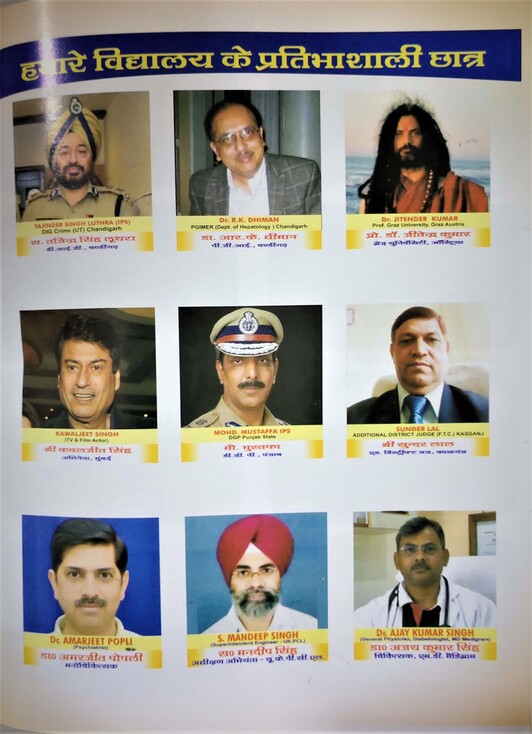 हमारे विद्यालय के प्रतिभाशाली छात्र
TAJINDER SINGH LUTHRA (IPS)
DIG Crime (UT) Chandigarh
स. तजिन्द्र सिंह लूथरा
डी.आई.जी., चण्डीगढ़
Dr. R.K. DHIMAN
PGIMER (Dept. of Hepatology ) Chandigarh
डा. आर.के. धीमान
पी.जी.आई., चण्डीगढ़
Dr. JITENDER KUMAR
Prof. Graz University, Graz Austria
प्रो. डॉ. जीतेन्द्र कुमार
ग्रेज़ यूनिवर्सिटी, ऑस्ट्रिया
KAWALJEET SINGH
(TV & Film Actor)
श्री कवलजीत सिंह
अभिनेता, मुंबई
MOHD. MUSTAFFA IPS
DGP Punjab State
मौ. मुस्तफा
डी.जी. पी., पंजाब
SUNDER LAL
ADDITIONAL DISTRICT JUDGE (F.T.C.) KASGANJ
श्री सुन्दर लाल
एड. डिस्ट्रीक्ट जज,
Dr. AMARJEET POPLI
(Psychiatrist)
डा0 अमरजीत पोपली
मनोचिकित्सक
S. MANDEEP SINGH
(Superintendent Engineer - UK.PCL)
स0 मनदीप सिंह
अधीक्षण अभियंता - यू.के.पी.सी.एल.
Dr. AJAY KUMAR SINGH
(General Physician, Diabetologist, MD Medigram)
डा0 अजय कुमार सिंह
चिकित्सक, एम.डी. मैडिग्राम